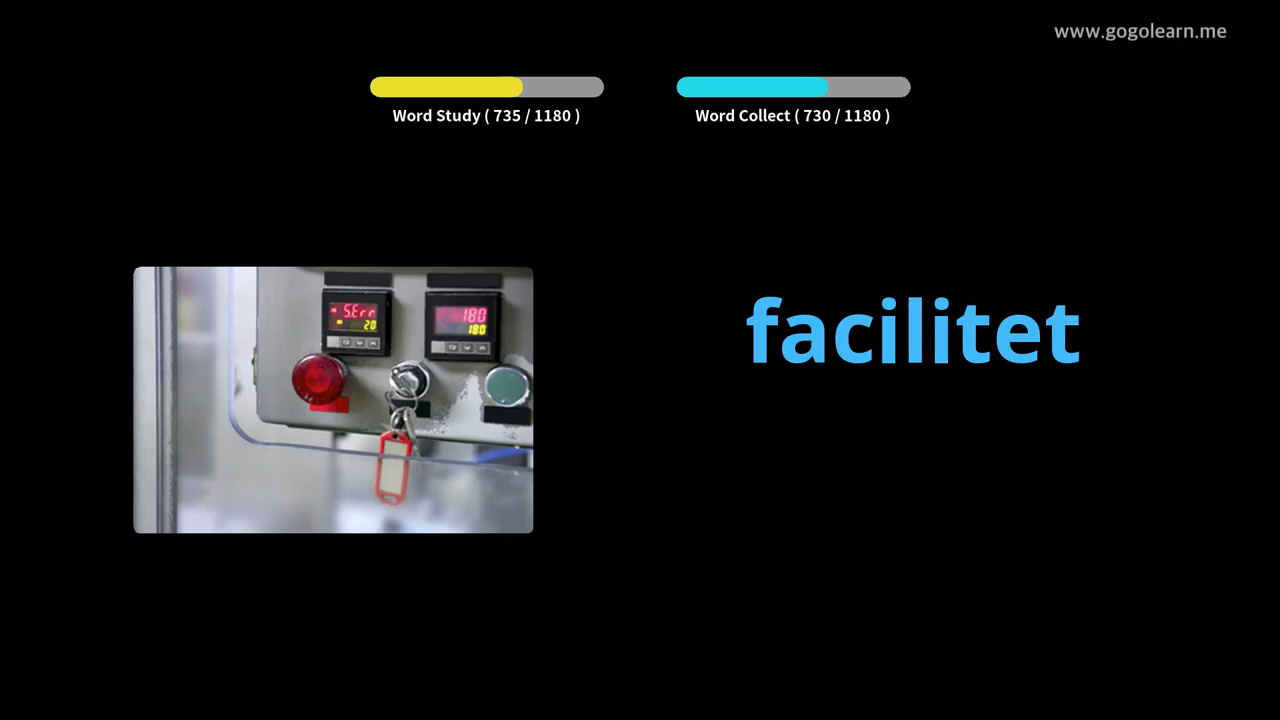 www.gogolearn.me
Word Study ( 735 / 1180 )
Word Collect ( 730 / 1180 )
facilitet
SErr
20
180
180